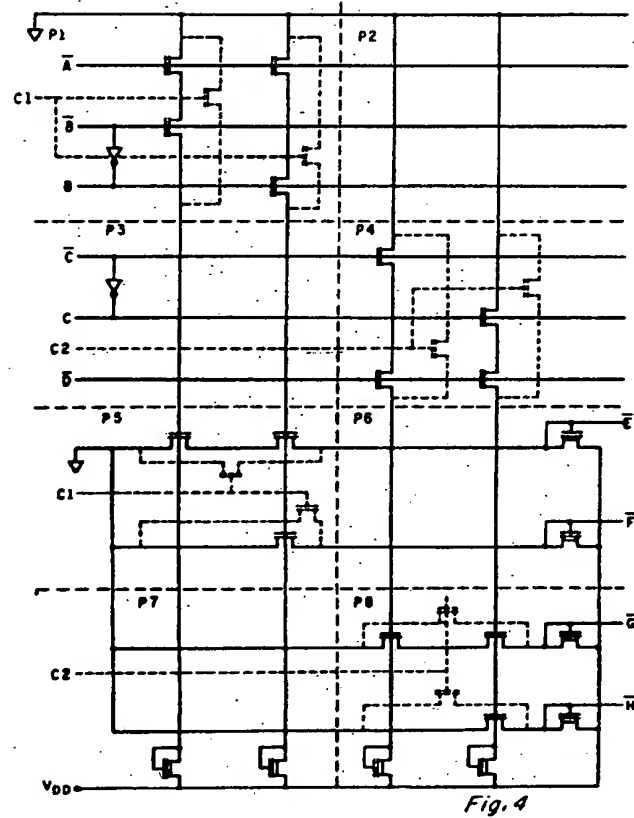 P1 P2
A̅
C1
B̅
B
P3 P4
C̅
C
C2
D̅
P5 P6
E̅
C1
F̅
P7 P8
G̅
C2
H̅
VDD
Fig. 4